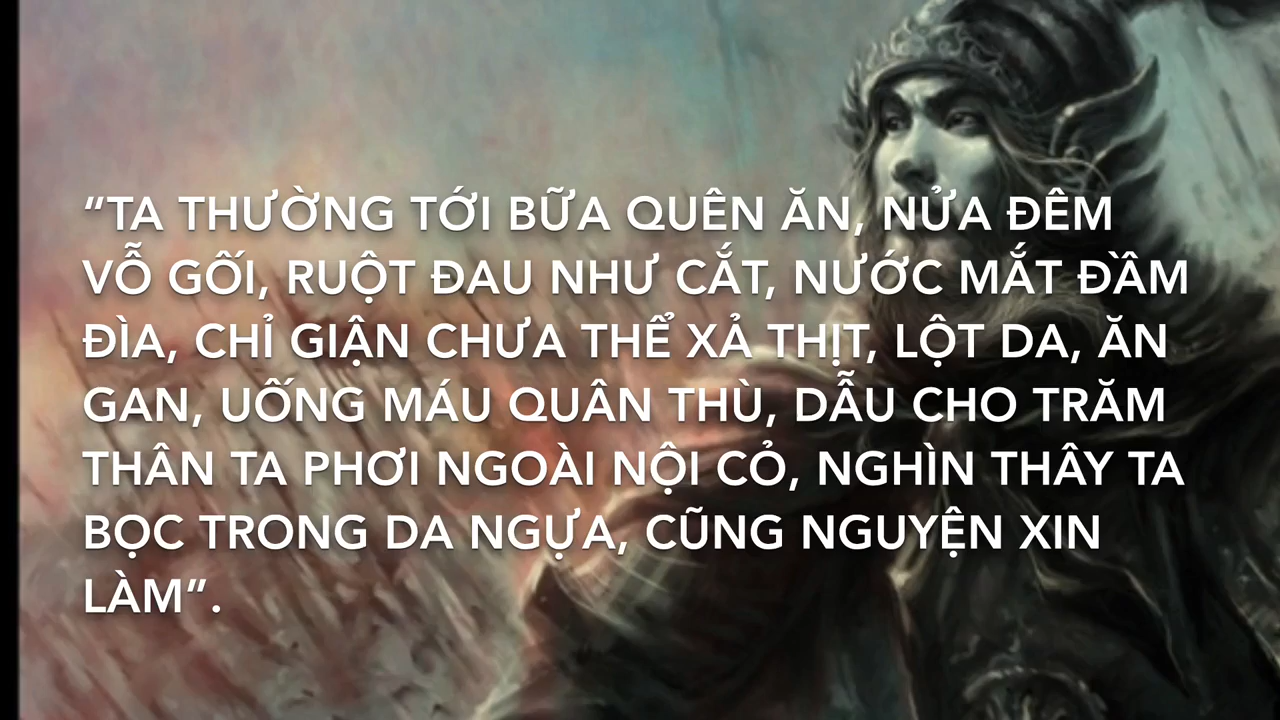 “TA THƯỜNG TỚI BỮA QUÊN ĂN, NỬA ĐÊM
VỖ GỐI, RUỘT ĐAU NHƯ CẮT, NƯỚC MẮT ĐẦM
ĐÌA, CHỈ GIẬN CHƯA THỂ XẢ THỊT, LỘT DA, ĂN
GAN, UỐNG MÁU QUÂN THÙ, DẪU CHO TRĂM
THÂN TA PHƠI NGOÀI NỘI CỎ, NGHÌN THÂY TA
BỌC TRONG DA NGỰA, CŨNG NGUYỆN XIN
LÀM”.